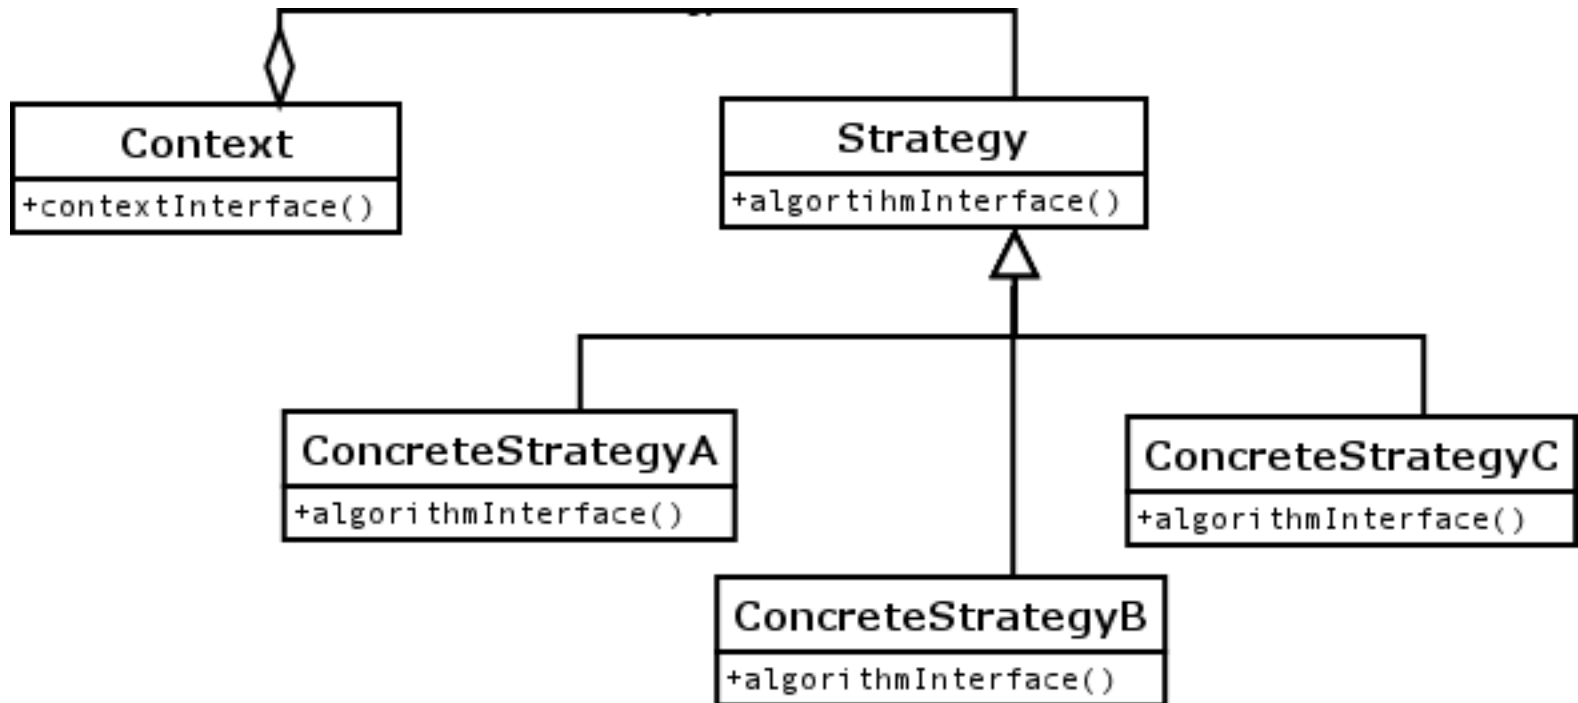 Context
+contextInterface()
Strategy
+algortihmInterface()
ConcreteStrategyA
+algorithmInterface()
ConcreteStrategyC
+algorithmInterface()
ConcreteStrategyB
+algorithmInterface()